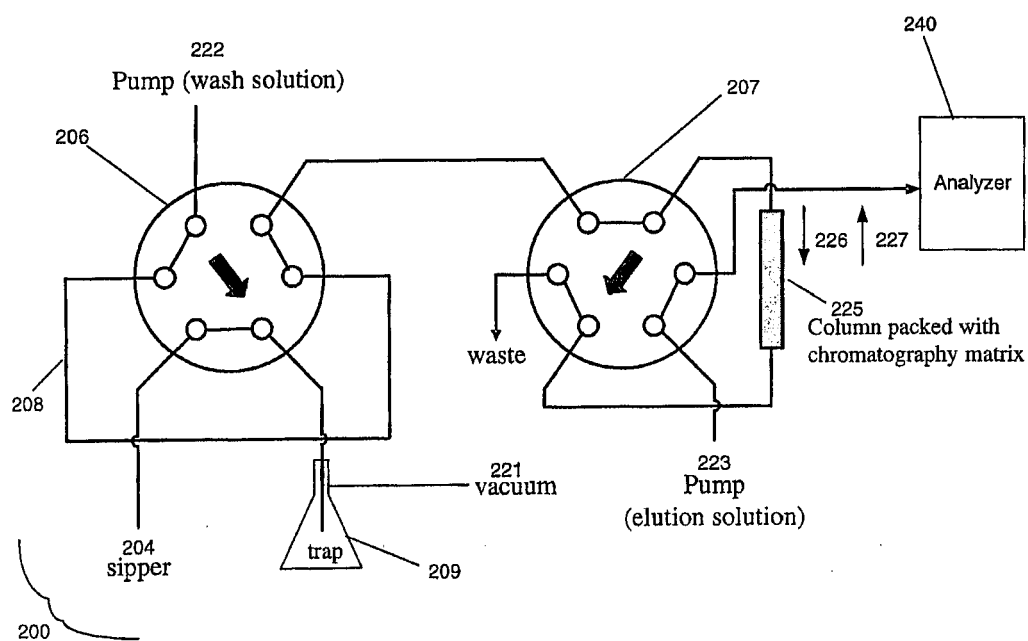 222
Pump (wash solution)
206
207
240
Analyzer
226
227
225
Column packed with
chromatography matrix
waste
208
221
vacuum
223
Pump
(elution solution)
204
sipper
trap
209
200